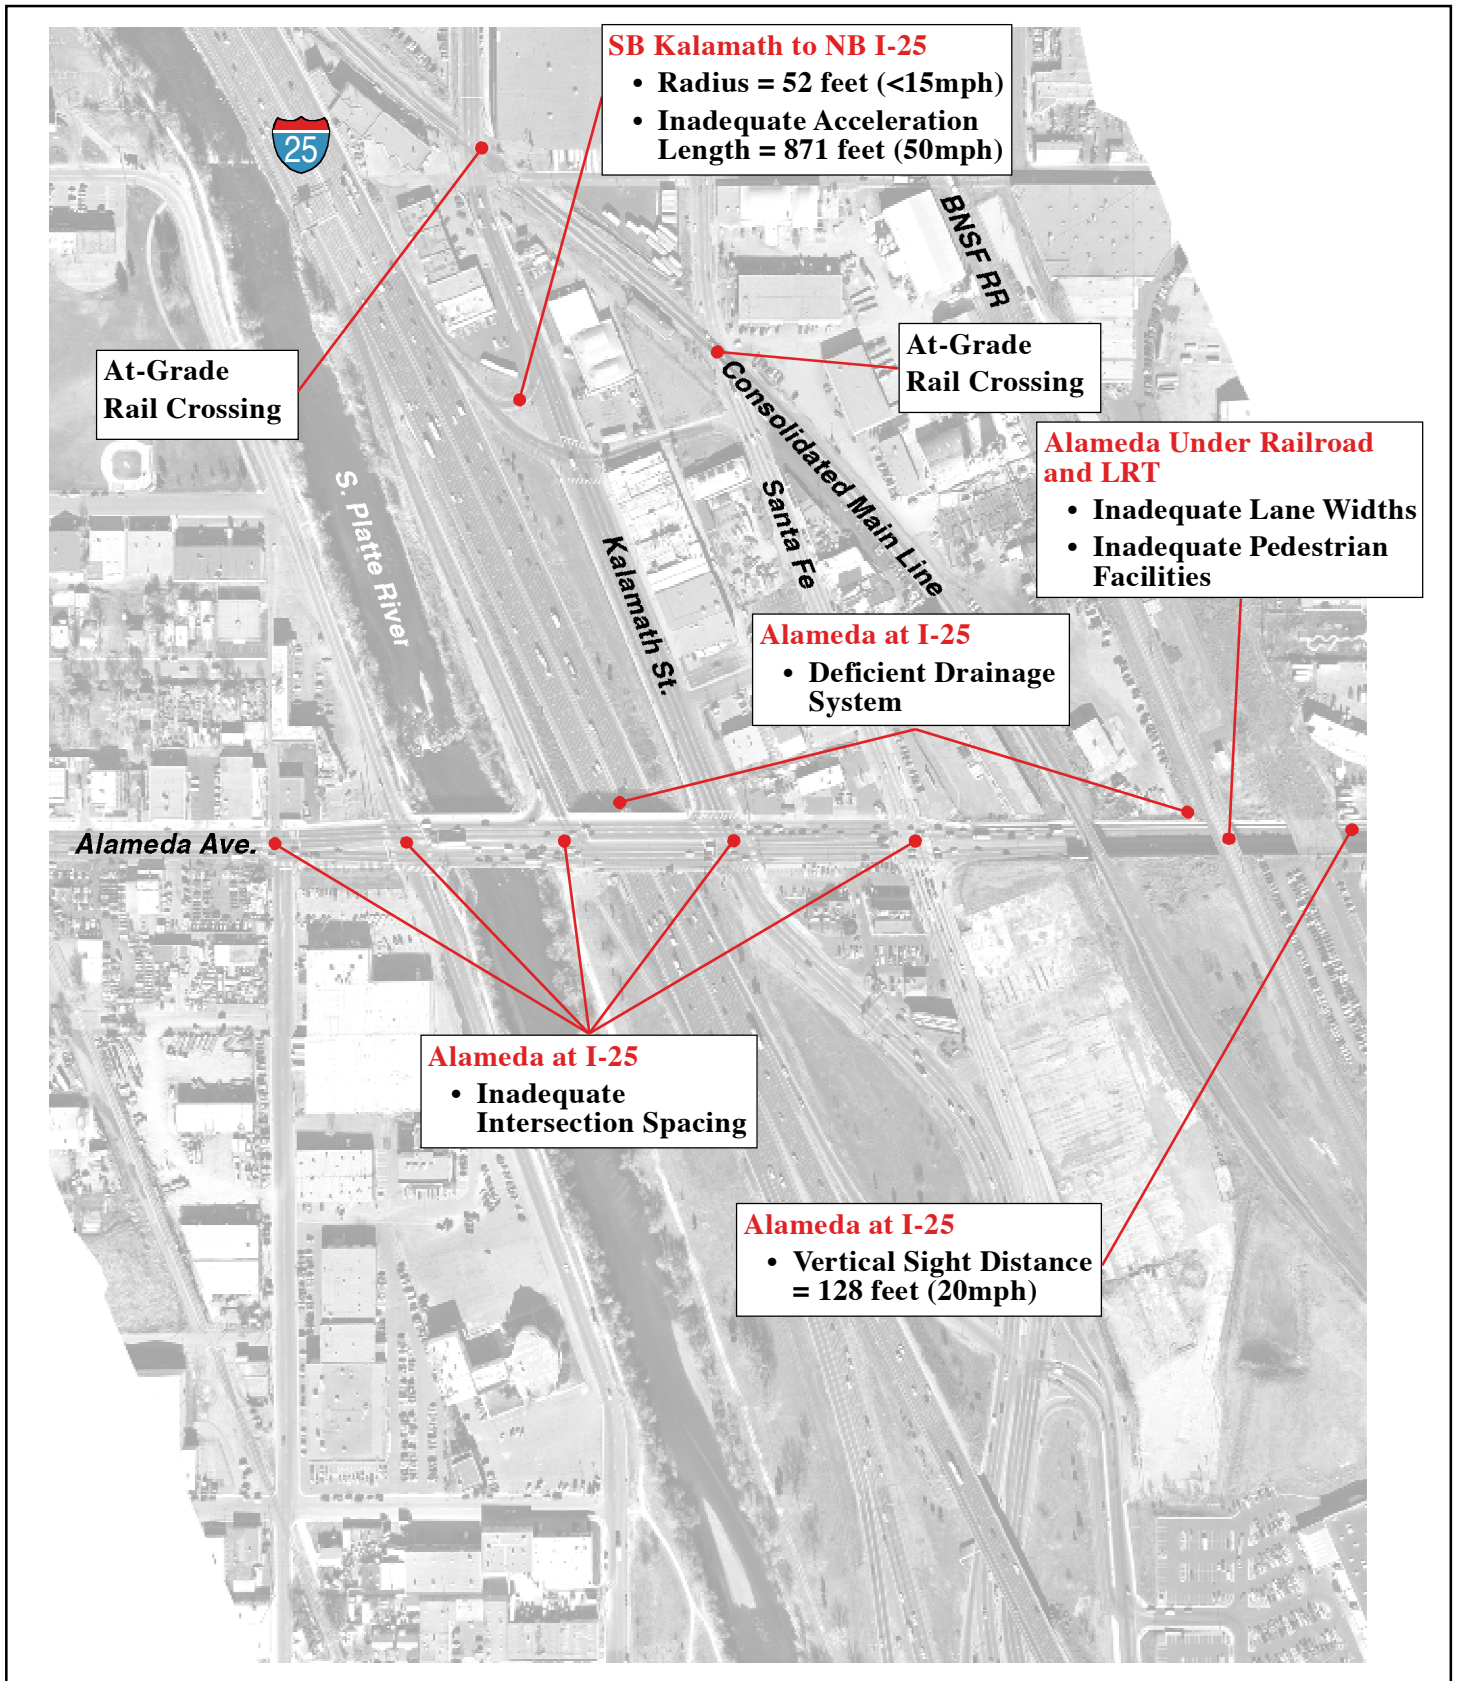 SB Kalamath to NB I-25
• Radius = 52 feet (<15mph)
• Inadequate Acceleration
Length = 871 feet (50mph)
25
BNSF RR
At-Grade
Rail Crossing
At-Grade
Rail Crossing
Consolidated Main Line
Alameda Under Railroad
and LRT
• Inadequate Lane Widths
• Inadequate Pedestrian
Facilities
S. Platte River
Santa Fe
Kalamath St.
Alameda at I-25
• Deficient Drainage
System
Alameda Ave.
Alameda at I-25
• Inadequate
Intersection Spacing
Alameda at I-25
• Vertical Sight Distance
= 128 feet (20mph)